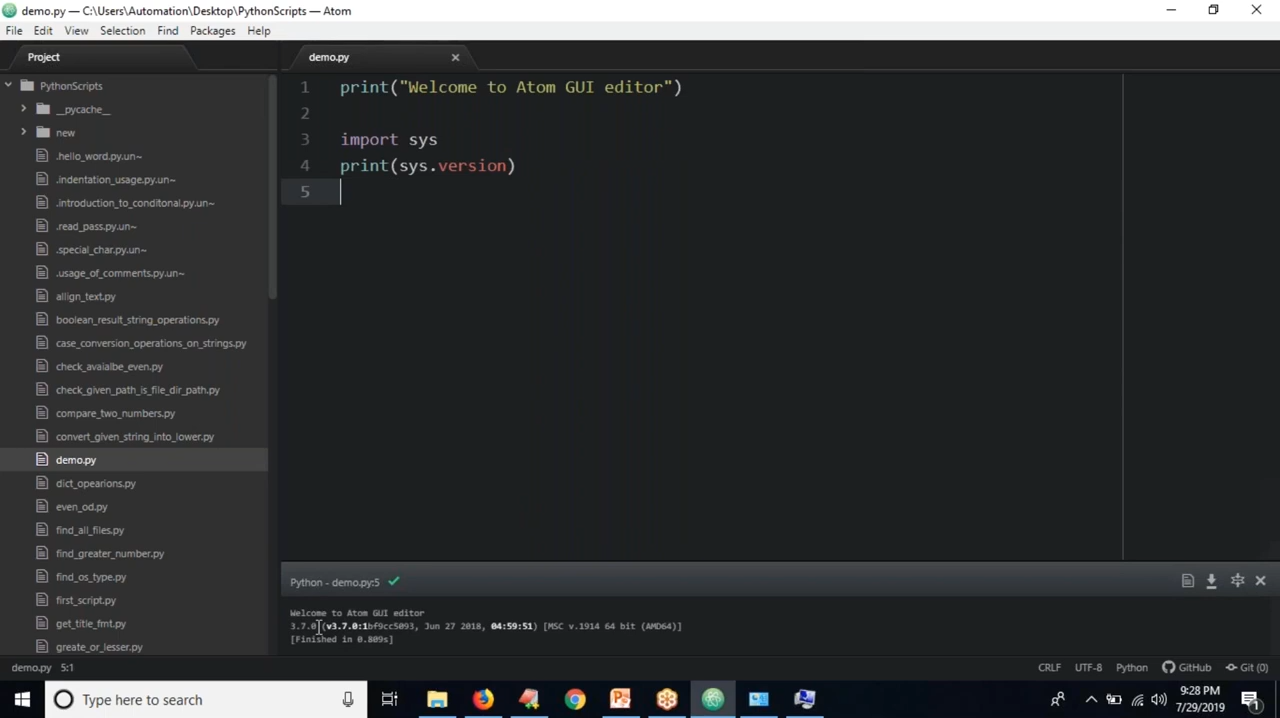 demo.py — C:\Users\Automation\Desktop\PythonScripts — Atom
File Edit View Selection Find Packages Help
Project
demo.py
PythonScripts
__pycache__
new
.hello_word.py.un~
.indentation_usage.py.un~
.introduction_to_conditonal.py.un~
.read_pass.py.un~
.special_char.py.un~
.usage_of_comments.py.un~
allign_text.py
boolean_result_string_operations.py
case_conversion_operations_on_strings.py
check_avaialbe_even.py
check_given_path_is_file_dir_path.py
compare_two_numbers.py
convert_given_string_into_lower.py
demo.py
dict_opearions.py
even_od.py
find_all_files.py
find_greater_number.py
find_os_type.py
first_script.py
get_title_fmt.py
greate_or_lesser.py
1 print("Welcome to Atom GUI editor")
2
3 import sys
4 print(sys.version)
5
Python - demo.py:5
Welcome to Atom GUI editor
3.7.0 (v3.7.0:1bf9cc5093, Jun 27 2018, 04:59:51) [MSC v.1914 64 bit (AMD64)]
[Finished in 0.809s]
demo.py 5:1
CRLF UTF-8 Python GitHub Git (0)
Type here to search
9:28 PM
7/29/2019
1